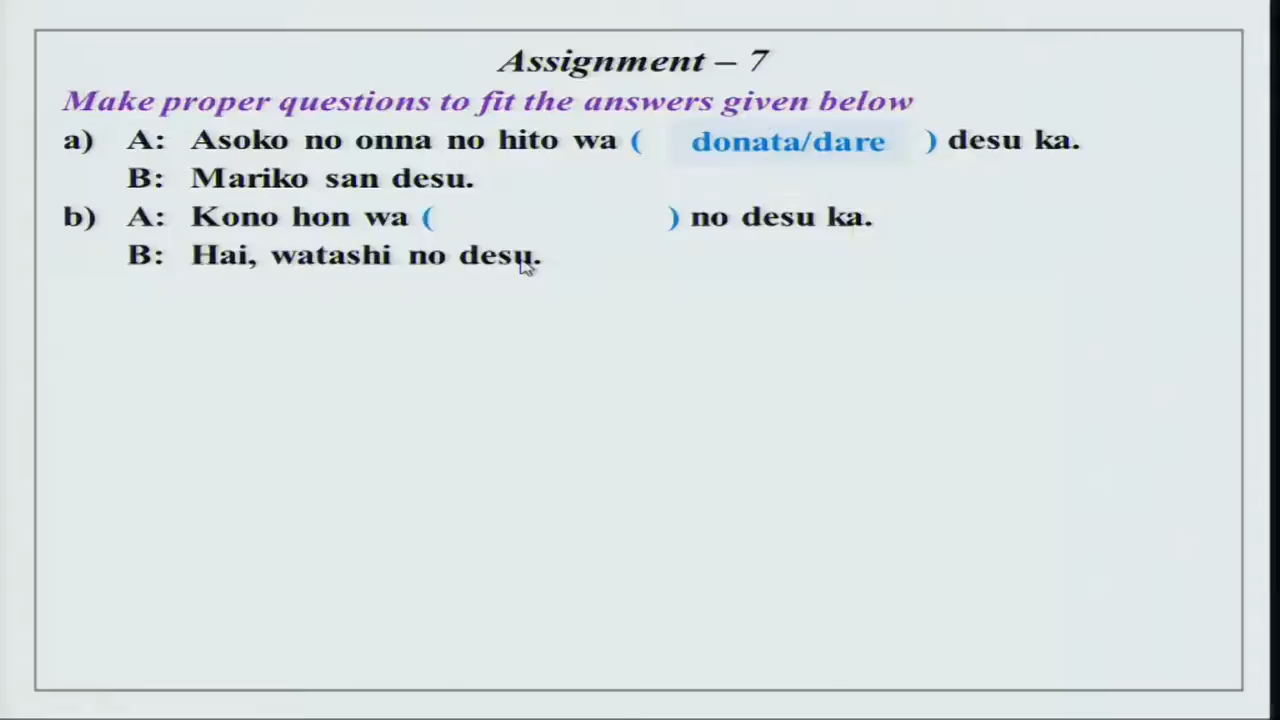 Assignment – 7
Make proper questions to fit the answers given below
a) A: Asoko no onna no hito wa ( donata/dare ) desu ka.
B: Mariko san desu.
b) A: Kono hon wa ( ) no desu ka.
B: Hai, watashi no desu.